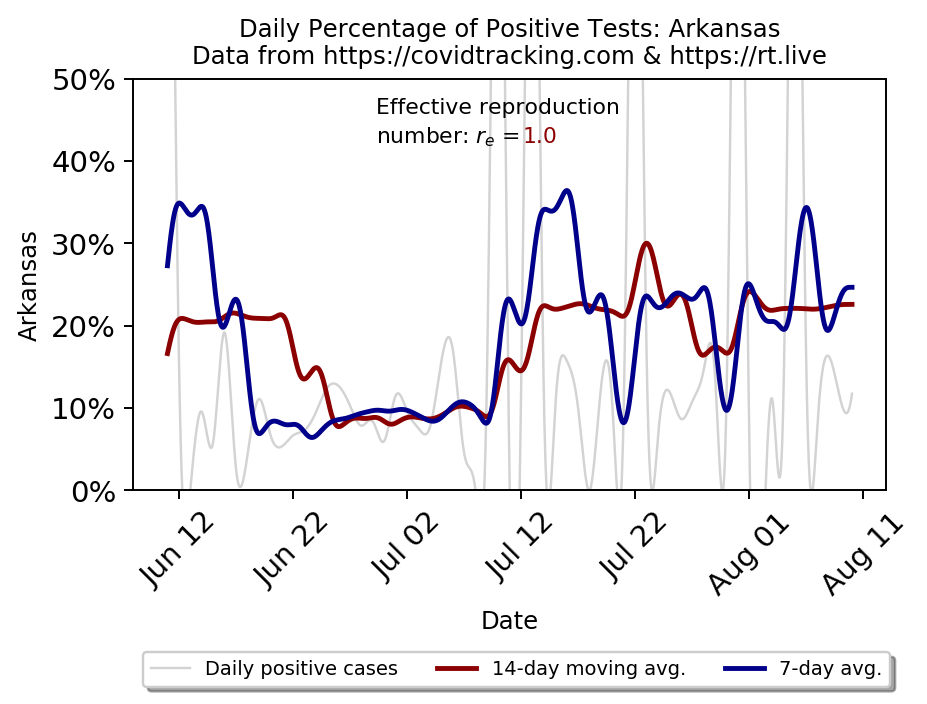 Daily Percentage of Positive Tests: Arkansas
Data from https://covidtracking.com & https://rt.live
50%
40%
30%
20%
10%
0%
Arkansas
Effective reproduction
number: rₑ =1.0
Jun 12
Jun 22
Jul 02
Jul 12
Jul 22
Aug 01
Aug 11
Date
Daily positive cases
14-day moving avg.
7-day avg.